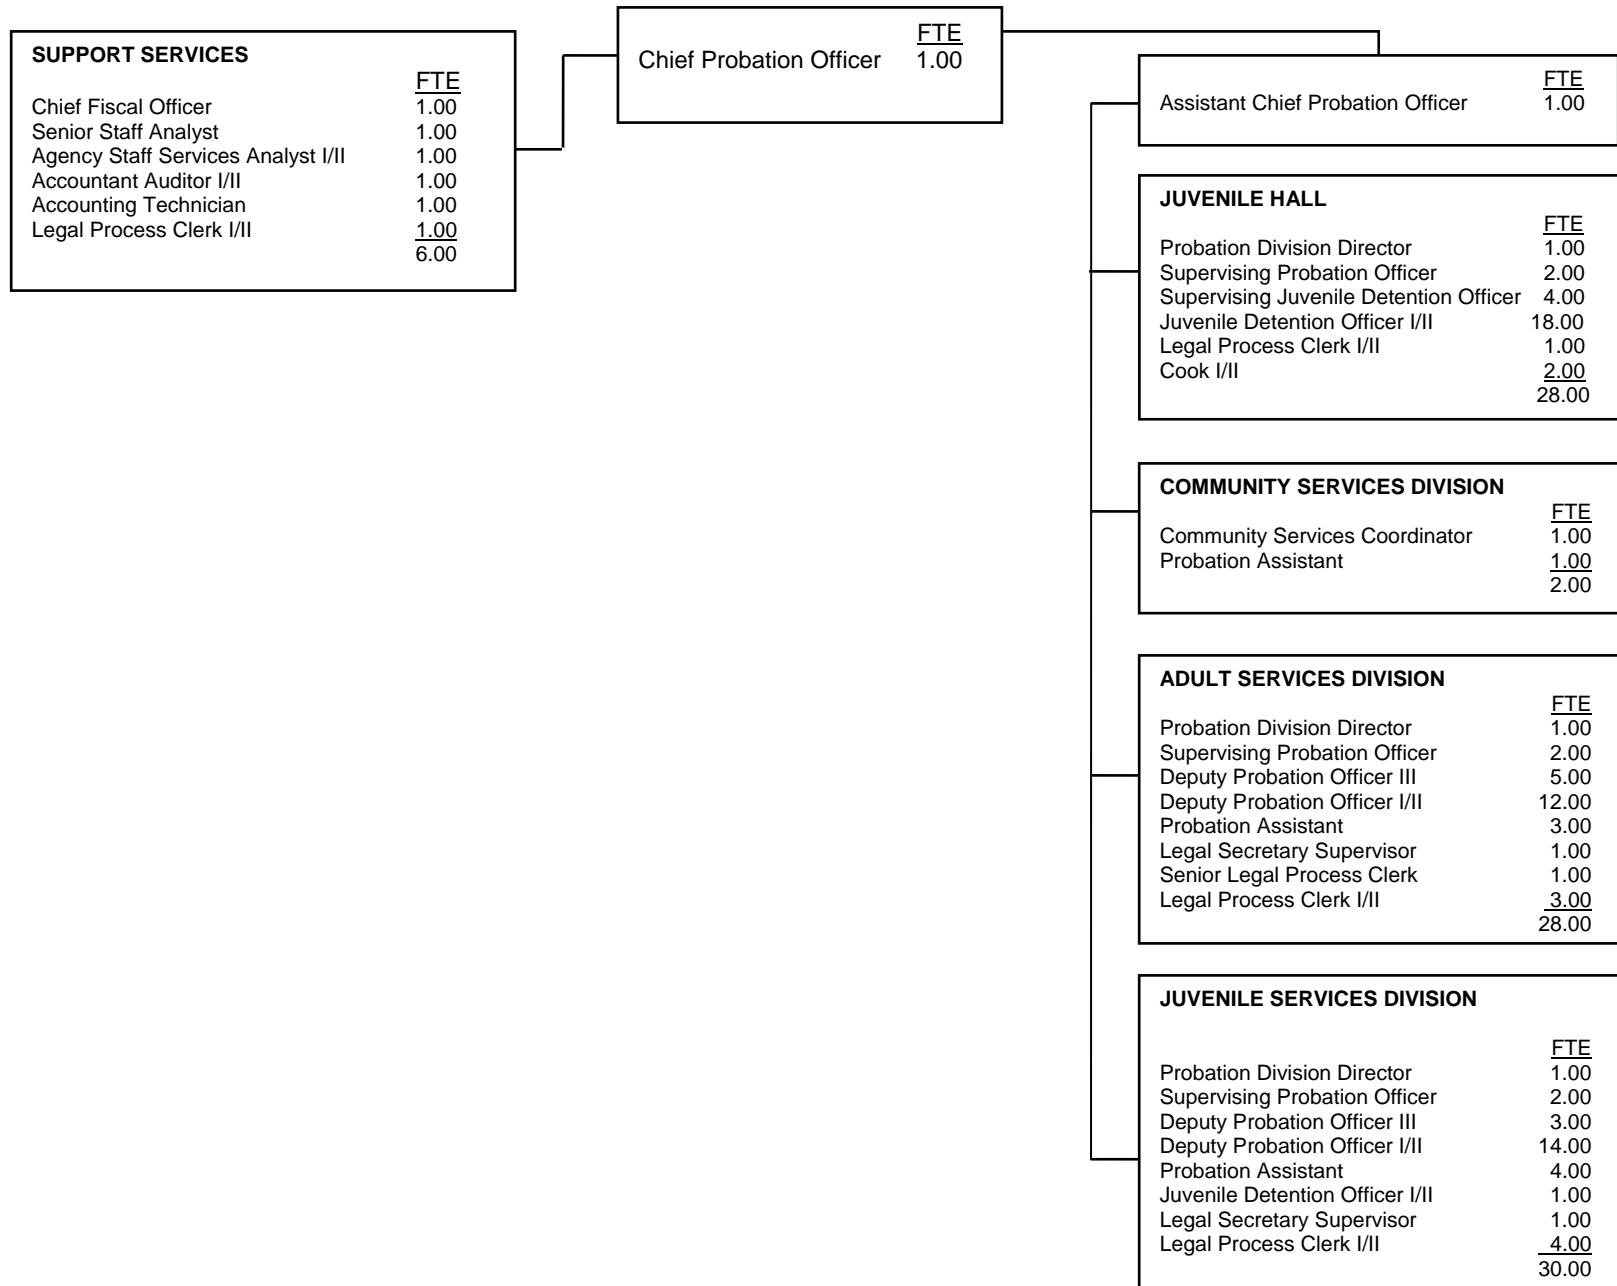 SUPPORT SERVICES
FTE
Chief Fiscal Officer 1.00
Senior Staff Analyst 1.00
Agency Staff Services Analyst I/II 1.00
Accountant Auditor I/II 1.00
Accounting Technician 1.00
Legal Process Clerk I/II 1.00
6.00
FTE
Chief Probation Officer 1.00
FTE
Assistant Chief Probation Officer 1.00
JUVENILE HALL
FTE
Probation Division Director 1.00
Supervising Probation Officer 2.00
Supervising Juvenile Detention Officer 4.00
Juvenile Detention Officer I/II 18.00
Legal Process Clerk I/II 1.00
Cook I/II 2.00
28.00
COMMUNITY SERVICES DIVISION
FTE
Community Services Coordinator 1.00
Probation Assistant 1.00
2.00
ADULT SERVICES DIVISION
FTE
Probation Division Director 1.00
Supervising Probation Officer 2.00
Deputy Probation Officer III 5.00
Deputy Probation Officer I/II 12.00
Probation Assistant 3.00
Legal Secretary Supervisor 1.00
Senior Legal Process Clerk 1.00
Legal Process Clerk I/II 3.00
28.00
JUVENILE SERVICES DIVISION
FTE
Probation Division Director 1.00
Supervising Probation Officer 2.00
Deputy Probation Officer III 3.00
Deputy Probation Officer I/II 14.00
Probation Assistant 4.00
Juvenile Detention Officer I/II 1.00
Legal Secretary Supervisor 1.00
Legal Process Clerk I/II 4.00
30.00